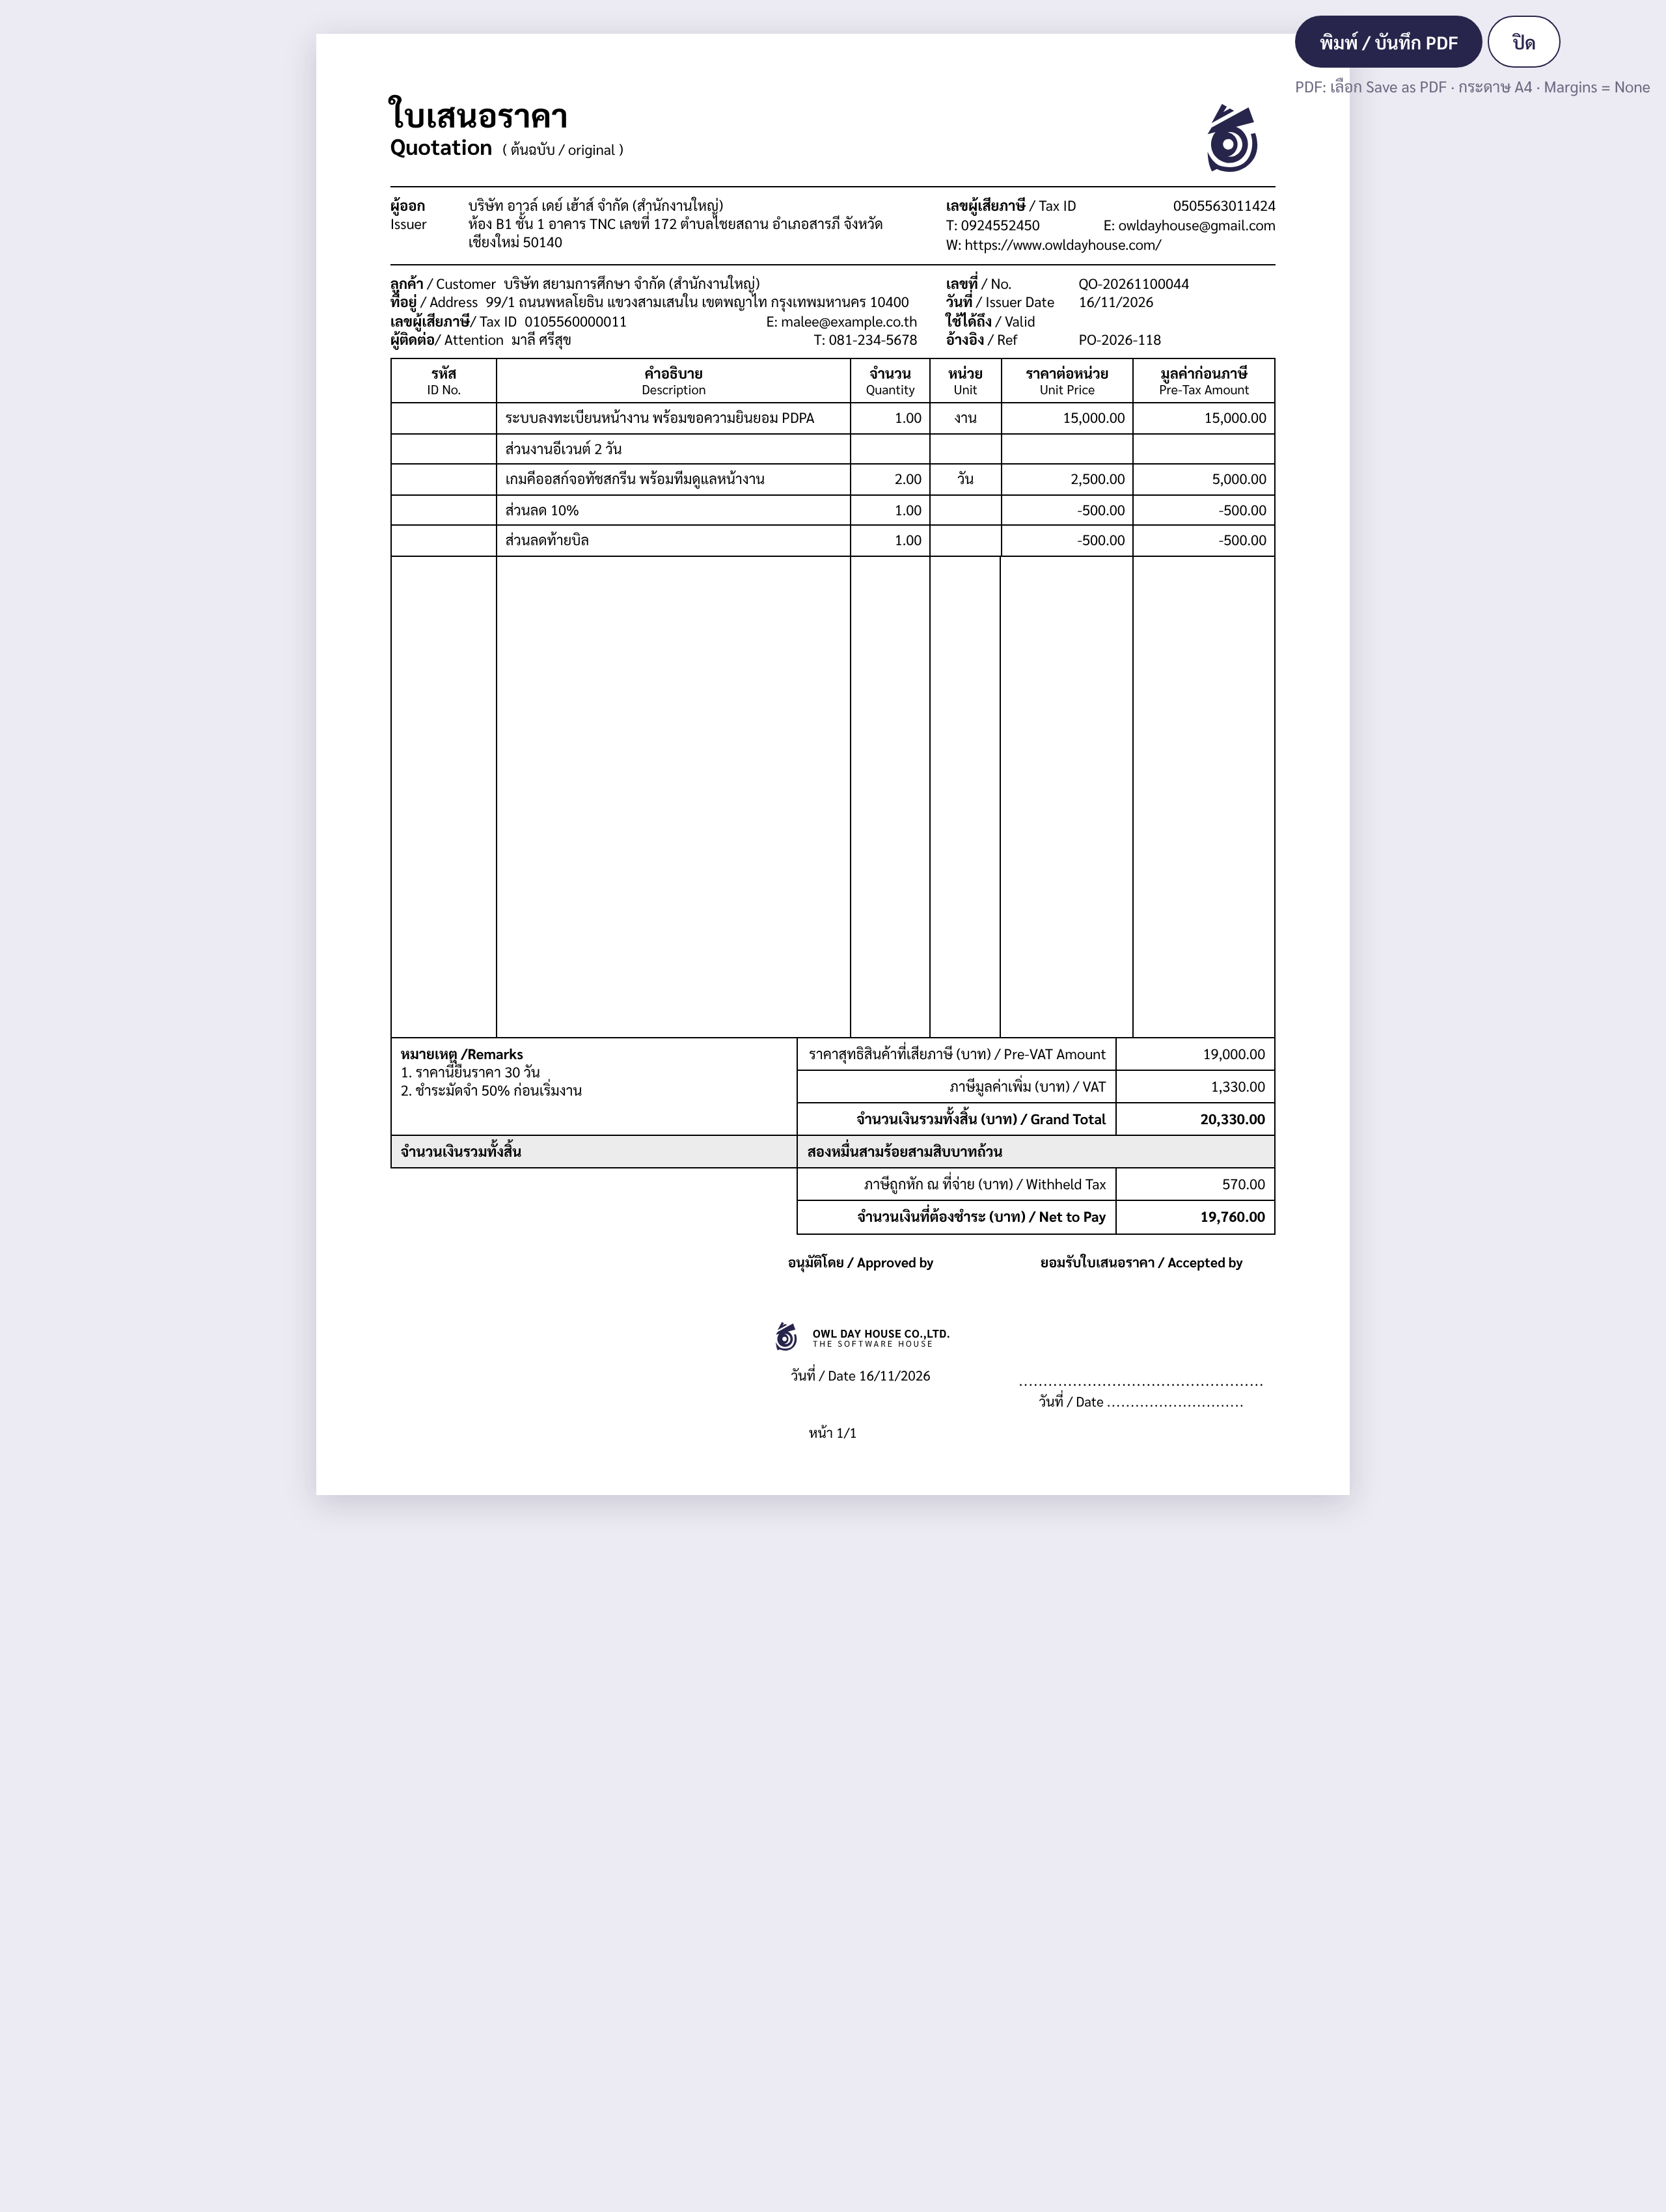 พิมพ์ / บันทึก PDF ปิด
PDF: เลือก Save as PDF · กระดาษ A4 · Margins = None
ใบเสนอราคา
Quotation ( ต้นฉบับ / original )
ผู้ออก บริษัท อาวล์ เดย์ เฮ้าส์ จำกัด (สำนักงานใหญ่) เลขผู้เสียภาษี / Tax ID 0505563011424
Issuer ห้อง B1 ชั้น 1 อาคาร TNC เลขที่ 172 ตำบลไชยสถาน อำเภอสารภี จังหวัด T: 0924552450 E: owldayhouse@gmail.com
เชียงใหม่ 50140 W: https://www.owldayhouse.com/
ลูกค้า / Customer บริษัท สยามการศึกษา จำกัด (สำนักงานใหญ่) เลขที่ / No. QO-20261100044
ที่อยู่ / Address 99/1 ถนนพหลโยธิน แขวงสามเสนใน เขตพญาไท กรุงเทพมหานคร 10400 วันที่ / Issuer Date 16/11/2026
เลขผู้เสียภาษี/ Tax ID 0105560000011 E: malee@example.co.th ใช้ได้ถึง / Valid
ผู้ติดต่อ/ Attention มาลี ศรีสุข T: 081-234-5678 อ้างอิง / Ref PO-2026-118
รหัส คำอธิบาย จำนวน หน่วย ราคาต่อหน่วย มูลค่าก่อนภาษี
ID No. Description Quantity Unit Unit Price Pre-Tax Amount
ระบบลงทะเบียนหน้างาน พร้อมขอความยินยอม PDPA 1.00 งาน 15,000.00 15,000.00
ส่วนงานอีเวนต์ 2 วัน
เกมคีออสก์จอทัชสกรีน พร้อมทีมดูแลหน้างาน 2.00 วัน 2,500.00 5,000.00
ส่วนลด 10% 1.00 -500.00 -500.00
ส่วนลดท้ายบิล 1.00 -500.00 -500.00
หมายเหตุ /Remarks ราคาสุทธิสินค้าที่เสียภาษี (บาท) / Pre-VAT Amount 19,000.00
1. ราคานี้ยืนราคา 30 วัน
2. ชำระมัดจำ 50% ก่อนเริ่มงาน ภาษีมูลค่าเพิ่ม (บาท) / VAT 1,330.00
จำนวนเงินรวมทั้งสิ้น (บาท) / Grand Total 20,330.00
จำนวนเงินรวมทั้งสิ้น สองหมื่นสามร้อยสามสิบบาทถ้วน
ภาษีถูกหัก ณ ที่จ่าย (บาท) / Withheld Tax 570.00
จำนวนเงินที่ต้องชำระ (บาท) / Net to Pay 19,760.00
อนุมัติโดย / Approved by ยอมรับใบเสนอราคา / Accepted by
OWL DAY HOUSE CO.,LTD.
THE SOFTWARE HOUSE
วันที่ / Date 16/11/2026 ................................................
วันที่ / Date ............................
หน้า 1/1